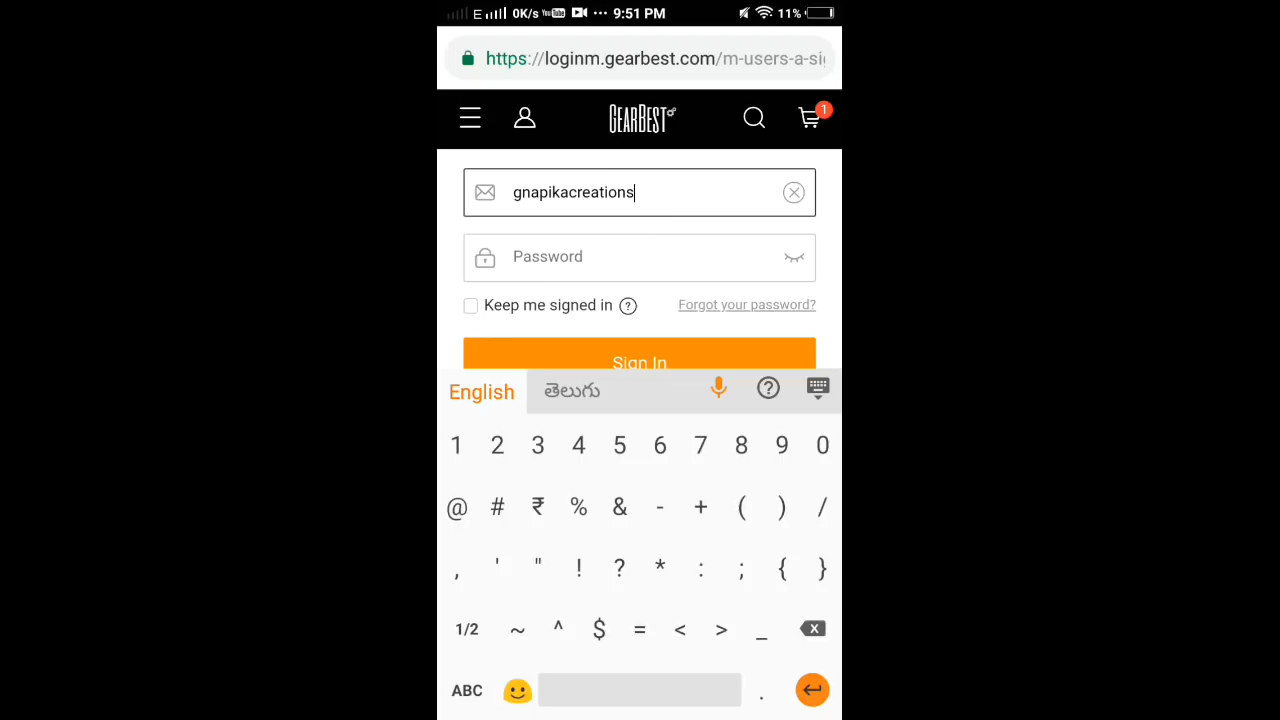 E 0K/s YouTube ••• 9:51 PM 11%
https://loginm.gearbest.com/m-users-a-si
GEARBEST 1
gnapikacreations
Password
Keep me signed in ? Forgot your password?
Sign In
English తెలుగు ?
1 2 3 4 5 6 7 8 9 0
@ # ₹ % & - + ( ) /
, ' " ! ? * : ; { }
1/2 ~ ^ $ = < > _
ABC .